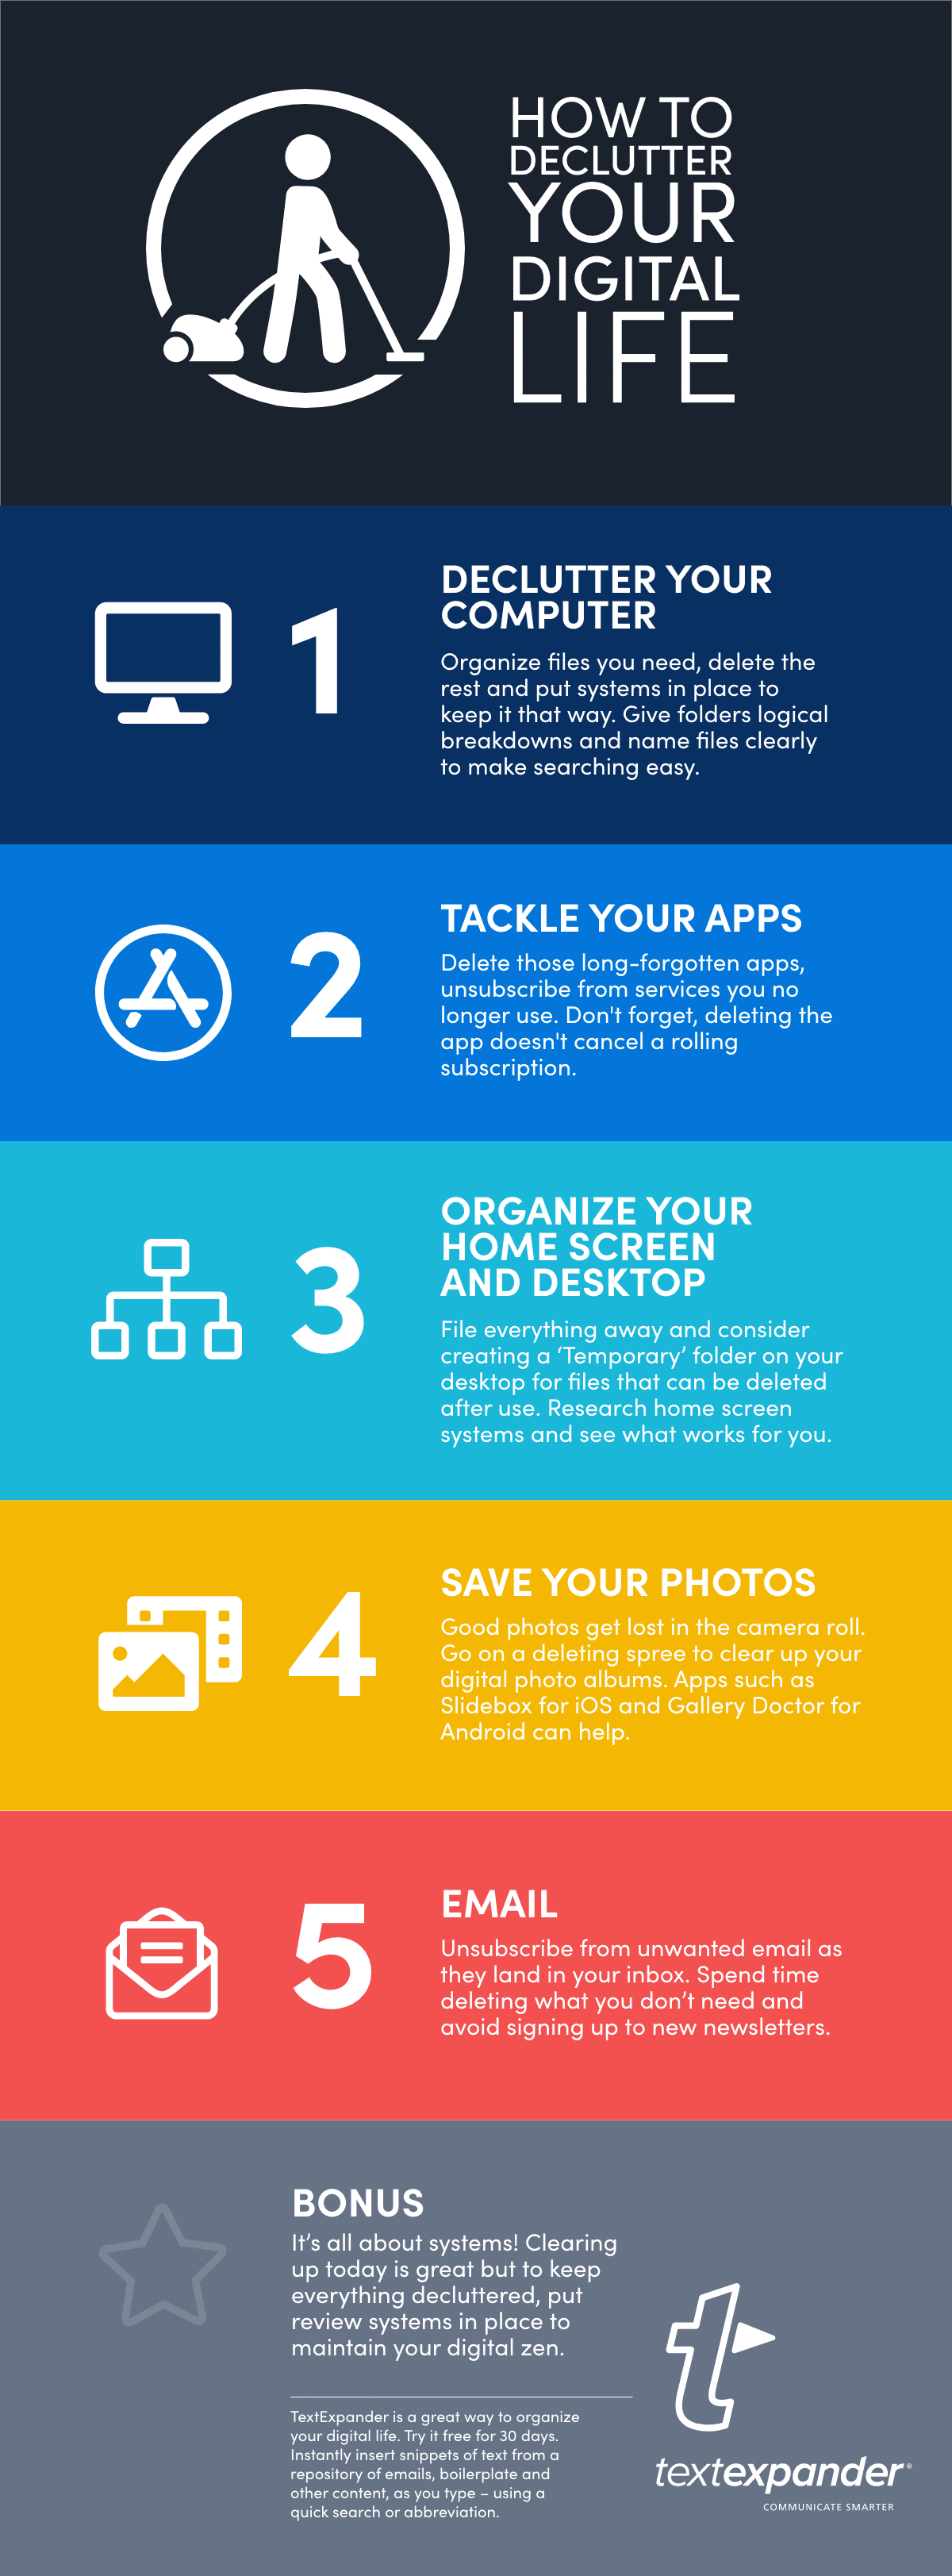 HOW TO
DECLUTTER
YOUR
DIGITAL
LIFE
1
DECLUTTER YOUR
COMPUTER
Organize files you need, delete the
rest and put systems in place to
keep it that way. Give folders logical
breakdowns and name files clearly
to make searching easy.
2
TACKLE YOUR APPS
Delete those long-forgotten apps,
unsubscribe from services you no
longer use. Don't forget, deleting the
app doesn't cancel a rolling
subscription.
3
ORGANIZE YOUR
HOME SCREEN
AND DESKTOP
File everything away and consider
creating a ‘Temporary’ folder on your
desktop for files that can be deleted
after use. Research home screen
systems and see what works for you.
4
SAVE YOUR PHOTOS
Good photos get lost in the camera roll.
Go on a deleting spree to clear up your
digital photo albums. Apps such as
Slidebox for iOS and Gallery Doctor for
Android can help.
5
EMAIL
Unsubscribe from unwanted email as
they land in your inbox. Spend time
deleting what you don’t need and
avoid signing up to new newsletters.
BONUS
It’s all about systems! Clearing
up today is great but to keep
everything decluttered, put
review systems in place to
maintain your digital zen.
TextExpander is a great way to organize
your digital life. Try it free for 30 days.
Instantly insert snippets of text from a
repository of emails, boilerplate and
other content, as you type – using a
quick search or abbreviation.
t
textexpander®
COMMUNICATE SMARTER